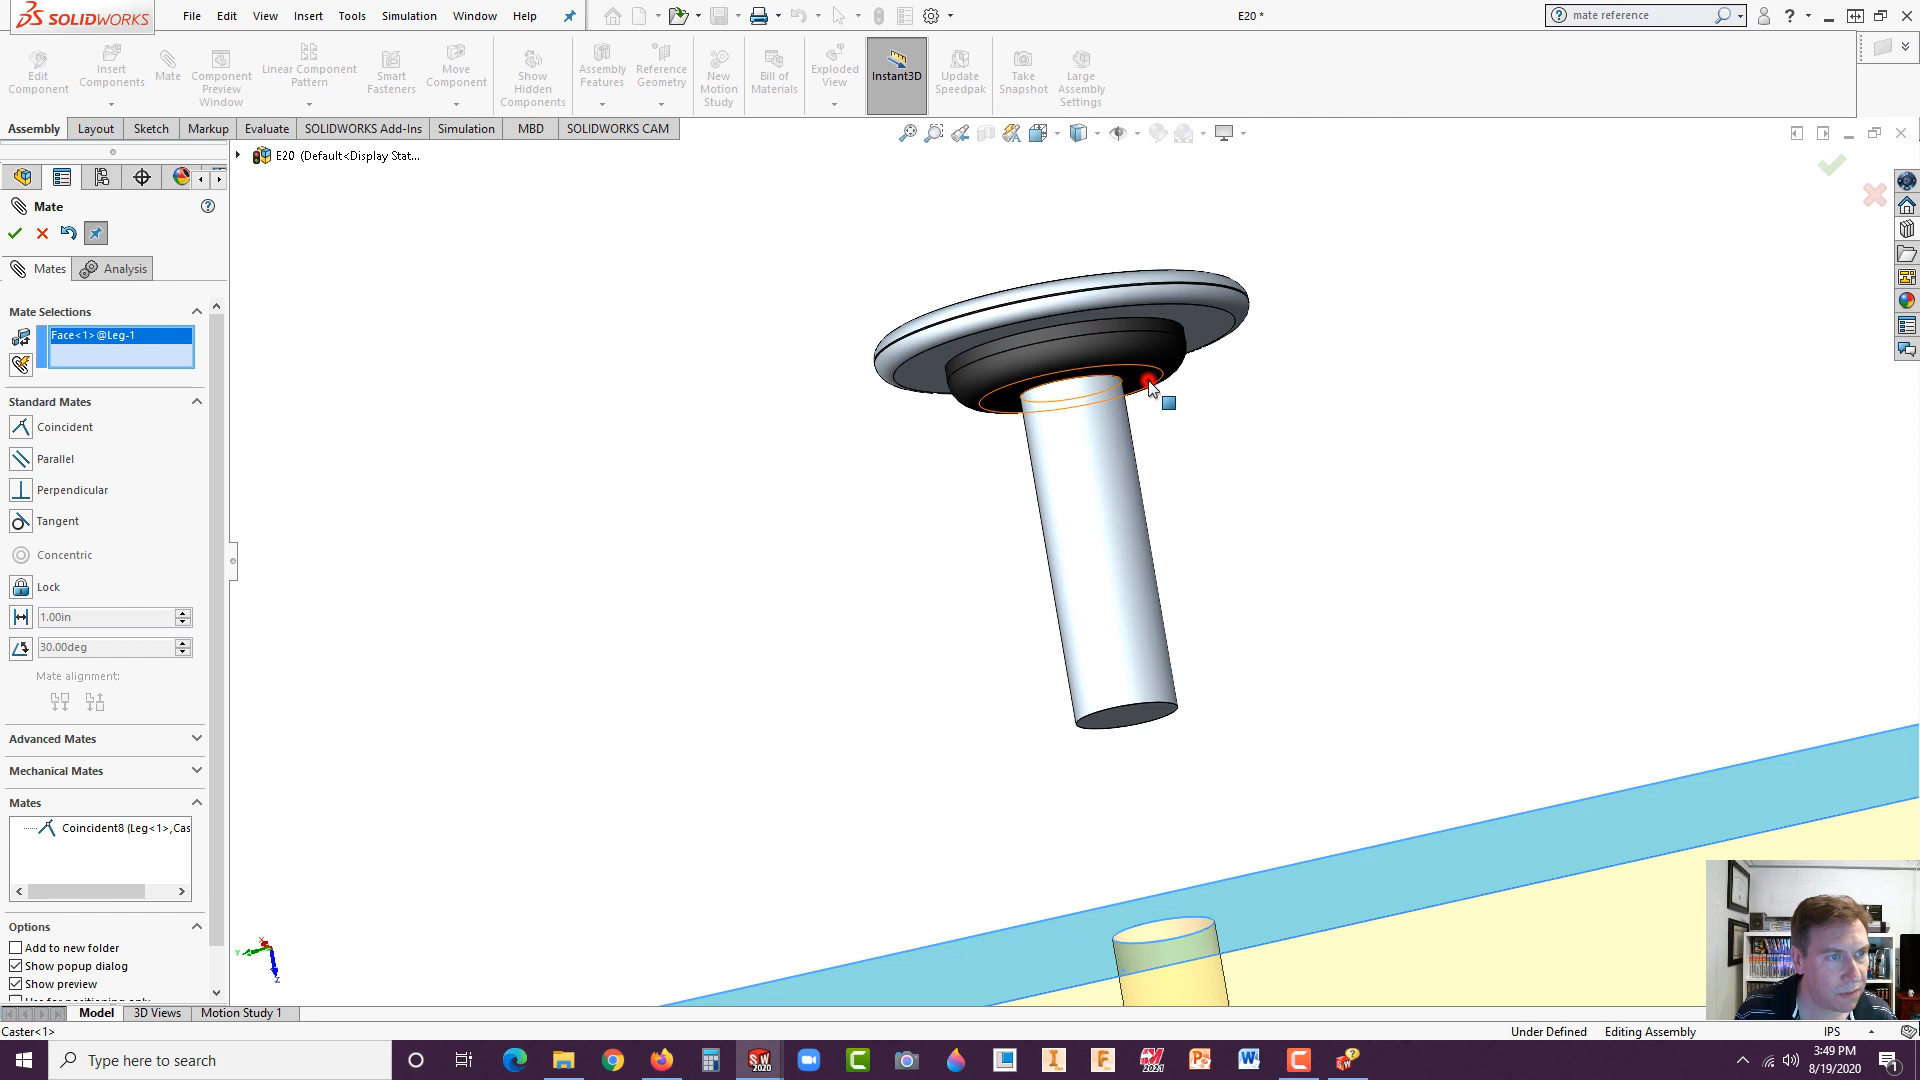 SOLIDWORKS
File Edit View Insert Tools Simulation Window Help
E20 *
mate reference
Edit Component
Insert Components
Mate
Component Preview Window
Linear Component Pattern
Smart Fasteners
Move Component
Show Hidden Components
Assembly Features
Reference Geometry
New Motion Study
Bill of Materials
Exploded View
Instant3D
Update Speedpak
Take Snapshot
Large Assembly Settings
Assembly Layout Sketch Markup Evaluate SOLIDWORKS Add-Ins Simulation MBD SOLIDWORKS CAM
E20 (Default<Display Stat...
Mate
Mates Analysis
Mate Selections
Face<1>@Leg-1
Standard Mates
Coincident
Parallel
Perpendicular
Tangent
Concentric
Lock
1.00in
30.00deg
Mate alignment:
Advanced Mates
Mechanical Mates
Mates
Coincident8 (Leg<1>,Cas
Options
Add to new folder
Show popup dialog
Show preview
Model 3D Views Motion Study 1
Caster<1>
Under Defined Editing Assembly IPS
Type here to search
3:49 PM
8/19/2020